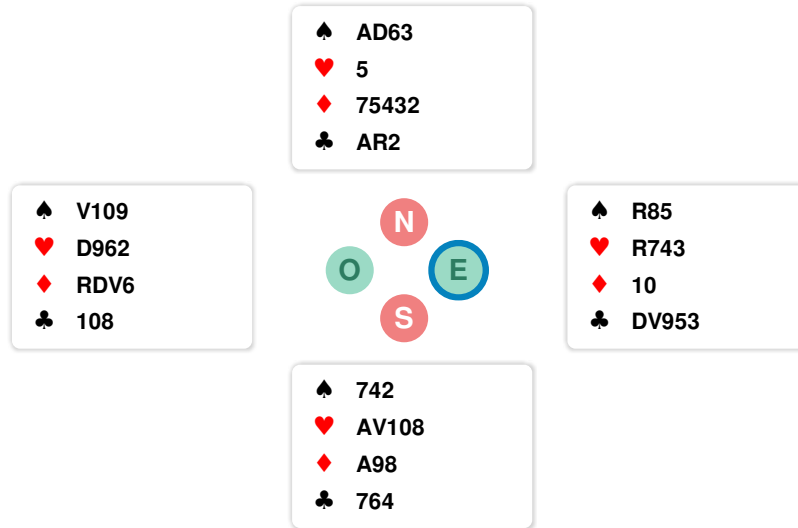 ♠ AD63
♥ 5
♦ 75432
♣ AR2
♠ V109
♥ D962
♦ RDV6
♣ 108
N
O E
S
♠ R85
♥ R743
♦ 10
♣ DV953
♠ 742
♥ AV108
♦ A98
♣ 764